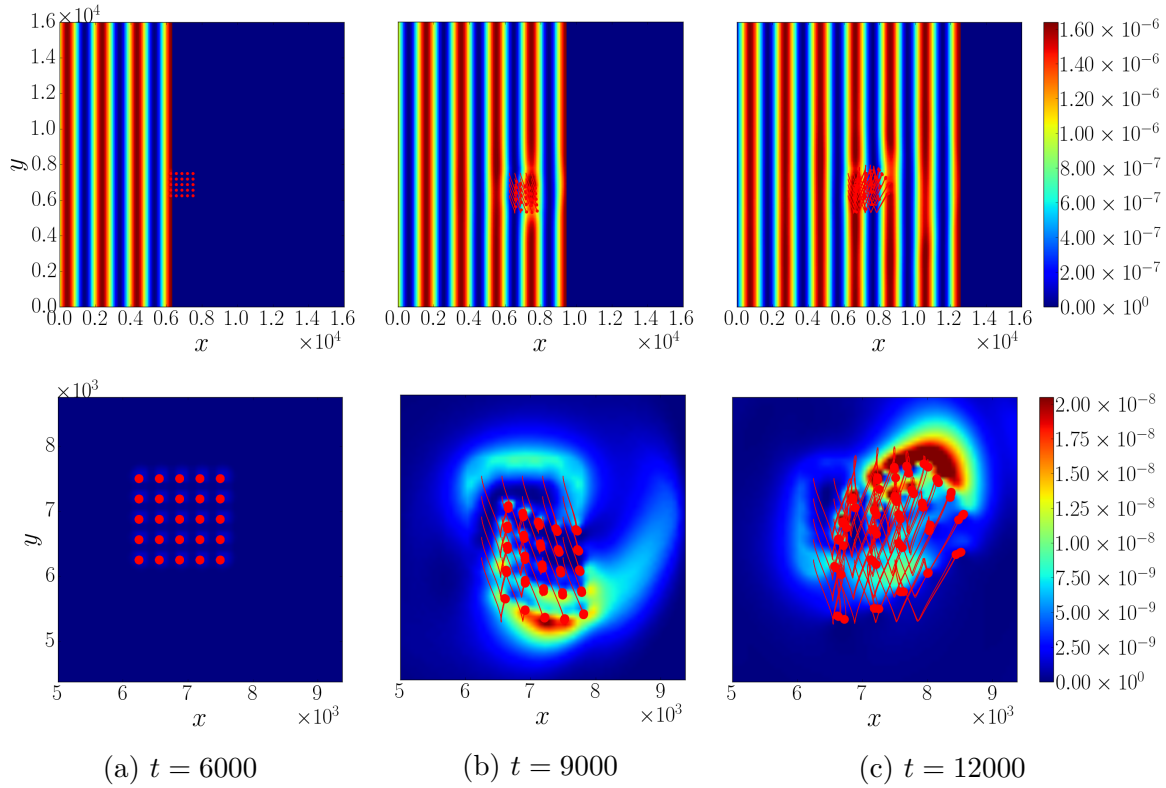 ×10⁴
1.6
1.4
1.2
1.0
0.8
0.6
0.4
0.2
0.0
y
0.0 0.2 0.4 0.6 0.8 1.0 1.2 1.4 1.6
×10⁴
x
0.0 0.2 0.4 0.6 0.8 1.0 1.2 1.4 1.6
×10⁴
x
0.0 0.2 0.4 0.6 0.8 1.0 1.2 1.4 1.6
×10⁴
x
1.60 × 10⁻⁶
1.40 × 10⁻⁶
1.20 × 10⁻⁶
1.00 × 10⁻⁶
8.00 × 10⁻⁷
6.00 × 10⁻⁷
4.00 × 10⁻⁷
2.00 × 10⁻⁷
0.00 × 10⁰
×10³
8
7
6
5
y
5 6 7 8 9
×10³
x
5 6 7 8 9
×10³
x
5 6 7 8 9
×10³
x
2.00 × 10⁻⁸
1.75 × 10⁻⁸
1.50 × 10⁻⁸
1.25 × 10⁻⁸
1.00 × 10⁻⁸
7.50 × 10⁻⁹
5.00 × 10⁻⁹
2.50 × 10⁻⁹
0.00 × 10⁰
(a) t = 6000
(b) t = 9000
(c) t = 12000